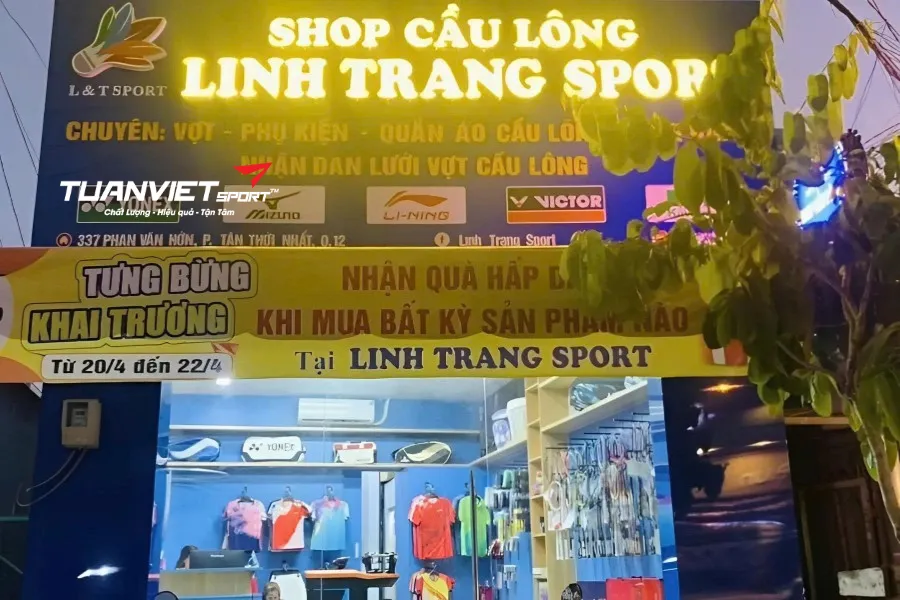 SHOP CẦU LÔNG
LINH TRANG SPORT
L & T SPORT
CHUYÊN: VỢT - PHỤ KIỆN - QUẦN ÁO CẦU LÔNG
NHẬN ĐAN LƯỚI VỢT CẦU LÔNG
TUANVIET SPORT™
Chất Lượng - Hiệu quả - Tận Tâm
YONEX
MIZUNO
LI-NING
VICTOR
337 PHAN VĂN HỚN, P. TÂN THỚI NHẤT, Q.12
Linh Trang Sport
TƯNG BỪNG
KHAI TRƯƠNG
Từ 20/4 đến 22/4
NHẬN QUÀ HẤP
KHI MUA BẤT KỲ SẢN PHẨM NÀO
Tại LINH TRANG SPORT
YONEX